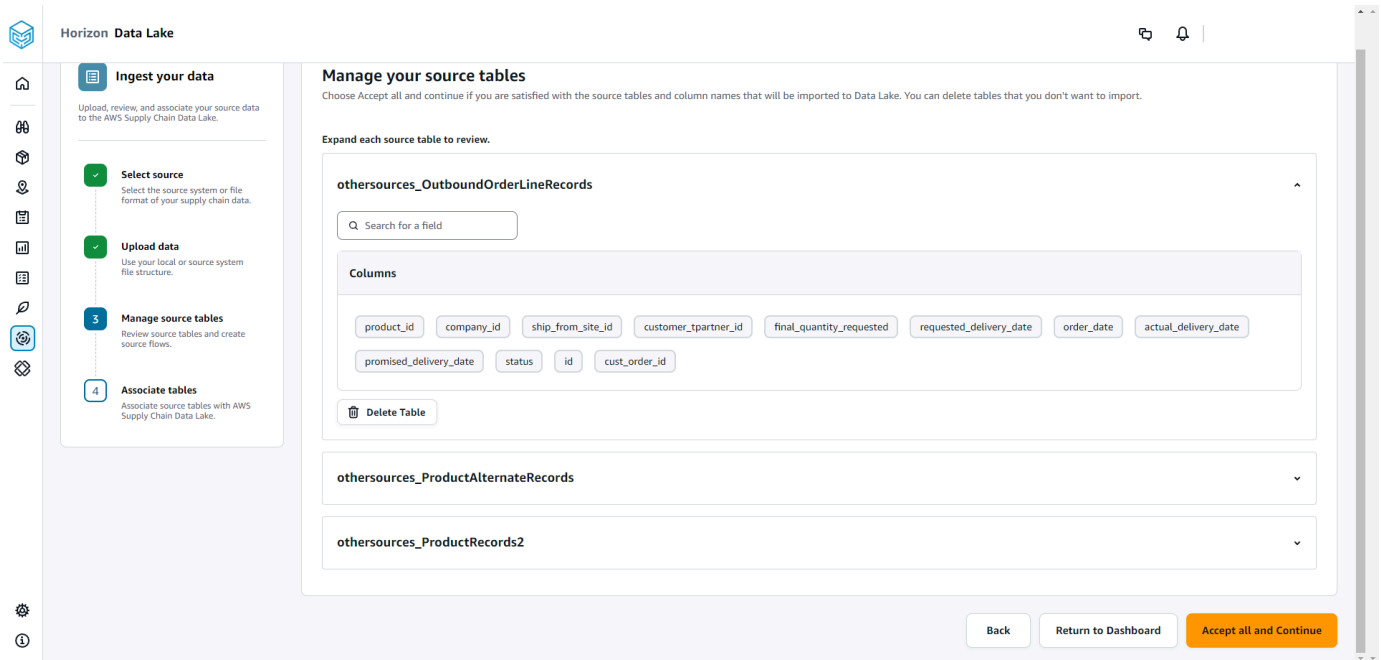 Horizon Data Lake
Ingest your data
Upload, review, and associate your source data
to the AWS Supply Chain Data Lake.
Select source
Select the source system or file
format of your supply chain data.
Upload data
Use your local or source system
file structure.
3
Manage source tables
Review source tables and create
source flows.
4
Associate tables
Associate source tables with AWS
Supply Chain Data Lake.
Manage your source tables
Choose Accept all and continue if you are satisfied with the source tables and column names that will be imported to Data Lake. You can delete tables that you don't want to import.
Expand each source table to review.
othersources_OutboundOrderLineRecords
Search for a field
Columns
product_id company_id ship_from_site_id customer_tpartner_id final_quantity_requested requested_delivery_date order_date actual_delivery_date
promised_delivery_date status id cust_order_id
Delete Table
othersources_ProductAlternateRecords
othersources_ProductRecords2
Back Return to Dashboard Accept all and Continue